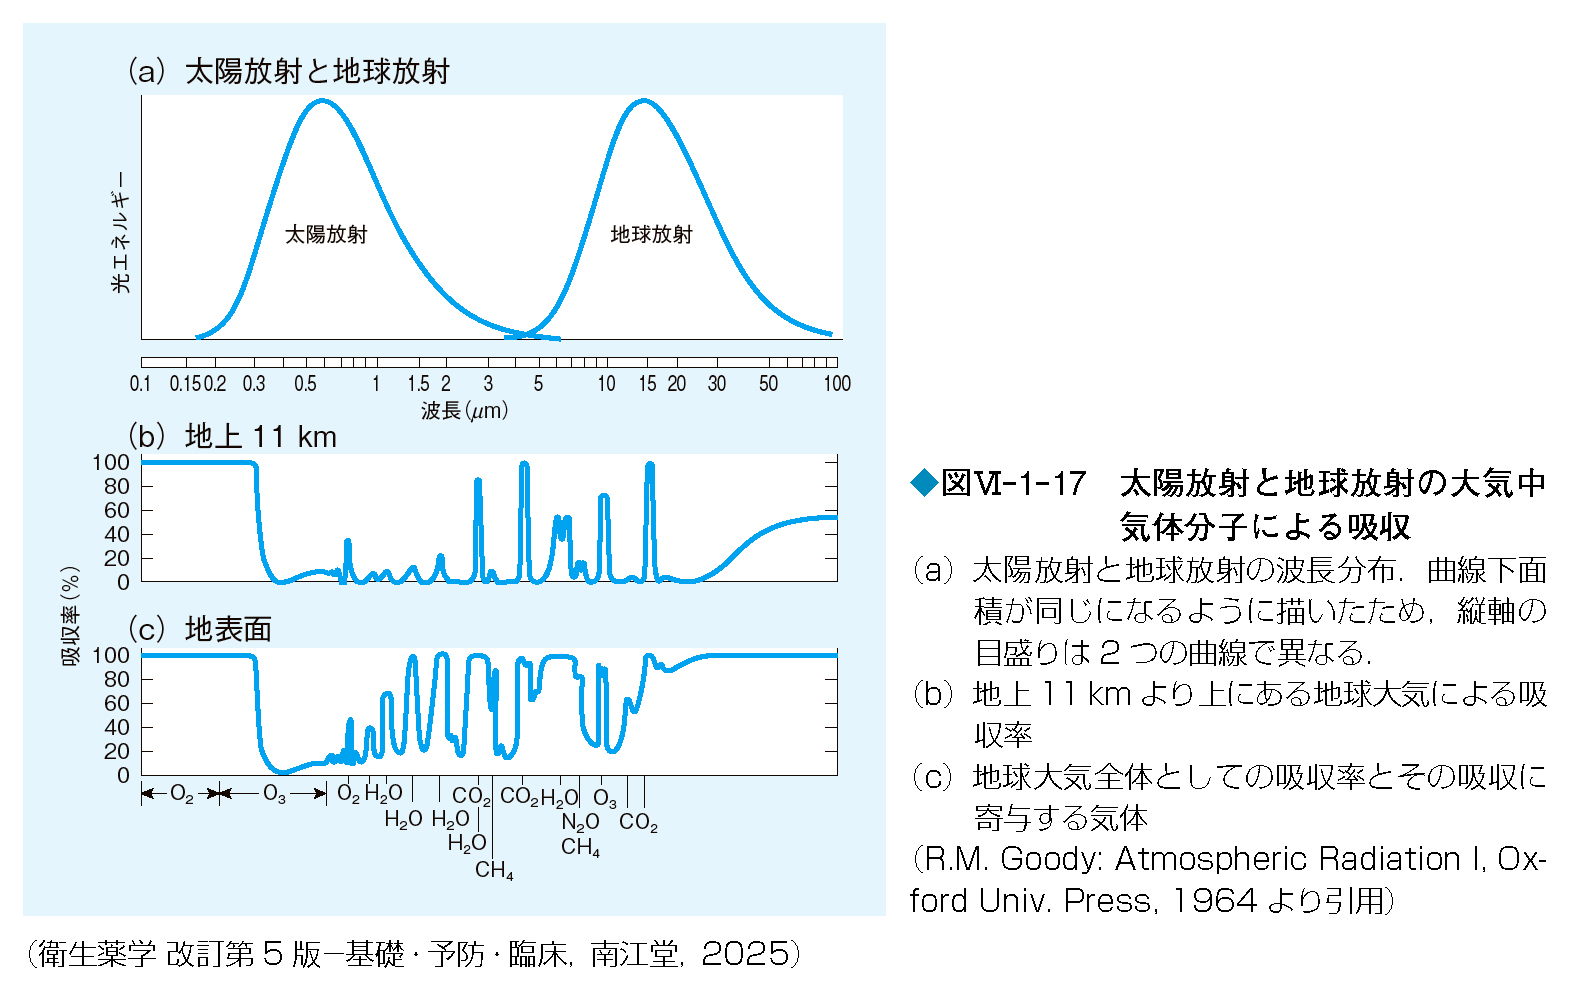 (a) 太陽放射と地球放射
光エネルギー
太陽放射
地球放射
0.1 0.15 0.2 0.3 0.5 1 1.5 2 3 5 10 15 20 30 50 100
波長(μm)
(b) 地上 11 km
100
80
60
40
20
0
吸収率(%)
(c) 地表面
100
80
60
40
20
0
O₂ O₃ O₂ H₂O CO₂ CO₂ H₂O O₃
H₂O H₂O N₂O CO₂
H₂O CH₄
CH₄
◆図Ⅵ-1-17 太陽放射と地球放射の大気中
気体分子による吸収
(a) 太陽放射と地球放射の波長分布.曲線下面
積が同じになるように描いたため,縦軸の
目盛りは 2 つの曲線で異なる.
(b) 地上 11 km より上にある地球大気による吸
収率
(c) 地球大気全体としての吸収率とその吸収に
寄与する気体
(R.M. Goody: Atmospheric Radiation I, Ox-
ford Univ. Press, 1964 より引用)
(衛生薬学 改訂第 5 版−基礎・予防・臨床, 南江堂, 2025)